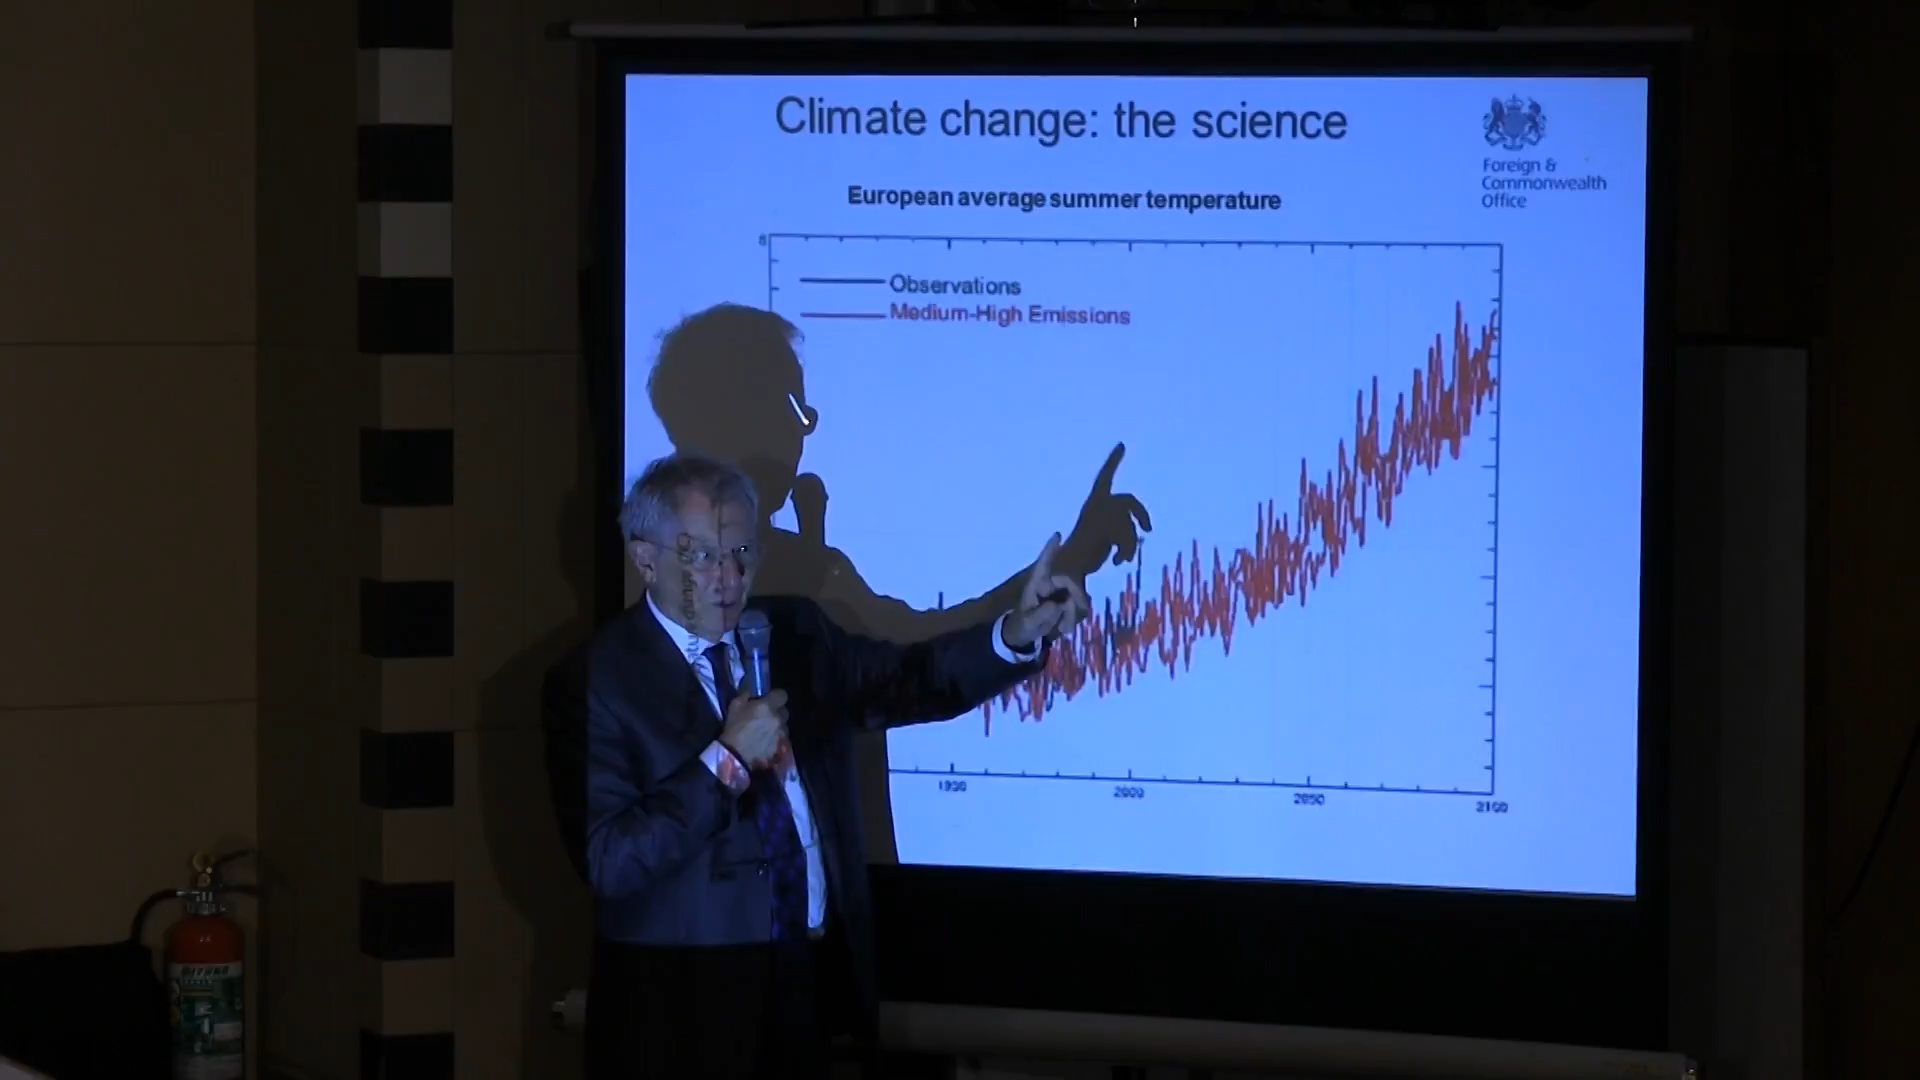 Climate change: the science
Foreign &
Commonwealth
Office
European average summer temperature
8
Observations
Medium-High Emissions
1950
2000
2050
2100